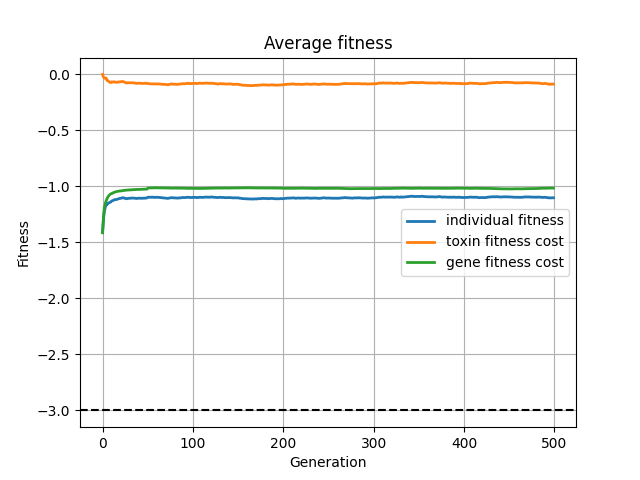 Average fitness
Fitness
0.0
−0.5
−1.0
−1.5
−2.0
−2.5
−3.0
individual fitness
toxin fitness cost
gene fitness cost
0 100 200 300 400 500
Generation